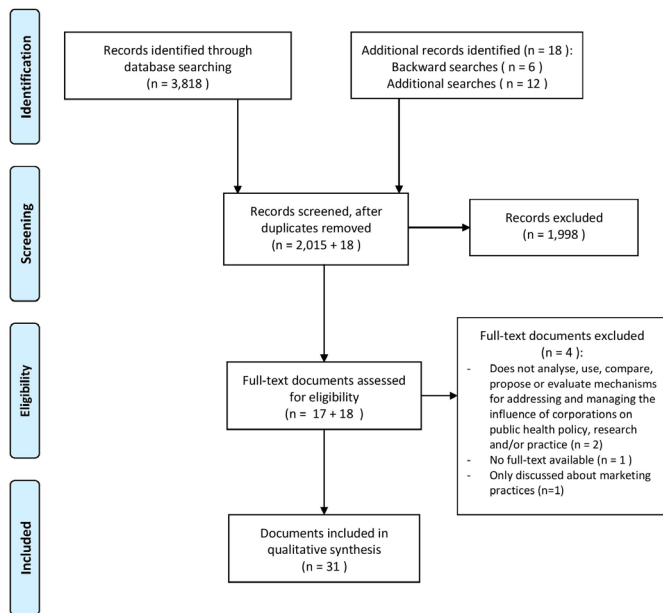 Identification
Records identified through
database searching
(n = 3,818 )
Additional records identified (n = 18 ):
Backward searches ( n = 6 )
Additional searches ( n = 12 )
Screening
Records screened, after
duplicates removed
(n = 2,015 + 18 )
Records excluded
(n = 1,998 )
Eligibility
Full-text documents assessed
for eligibility
(n = 17 + 18 )
Full-text documents excluded
(n = 4 ):
- Does not analyse, use, compare,
propose or evaluate mechanisms
for addressing and managing the
influence of corporations on
public health policy, research
and/or practice (n = 2)
- No full-text available (n = 1 )
- Only discussed about marketing
practices (n=1)
Included
Documents included in
qualitative synthesis
(n = 31 )